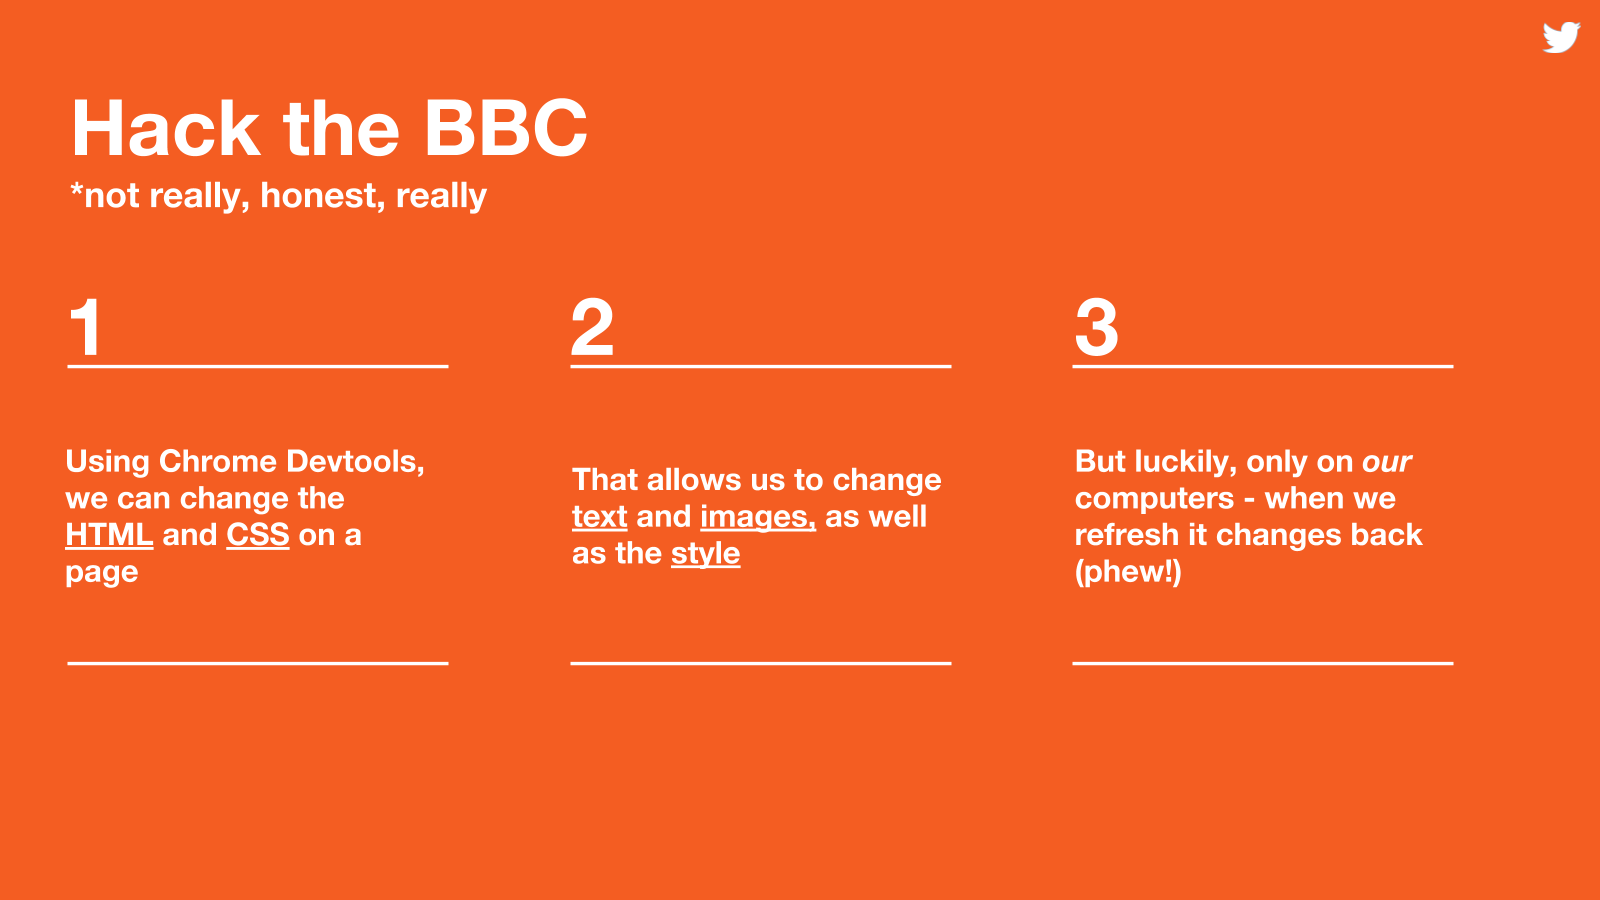 Hack the BBC
*not really, honest, really
1
Using Chrome Devtools,
we can change the
HTML and CSS on a
page
2
That allows us to change
text and images, as well
as the style
3
But luckily, only on our
computers - when we
refresh it changes back
(phew!)